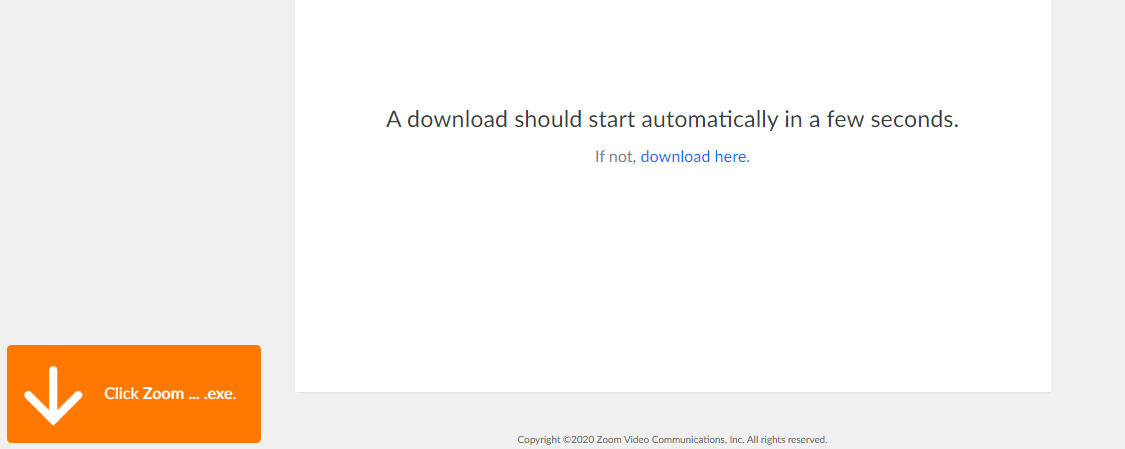 A download should start automatically in a few seconds.
If not, download here.
Click Zoom ... .exe.
Copyright ©2020 Zoom Video Communications, Inc. All rights reserved.